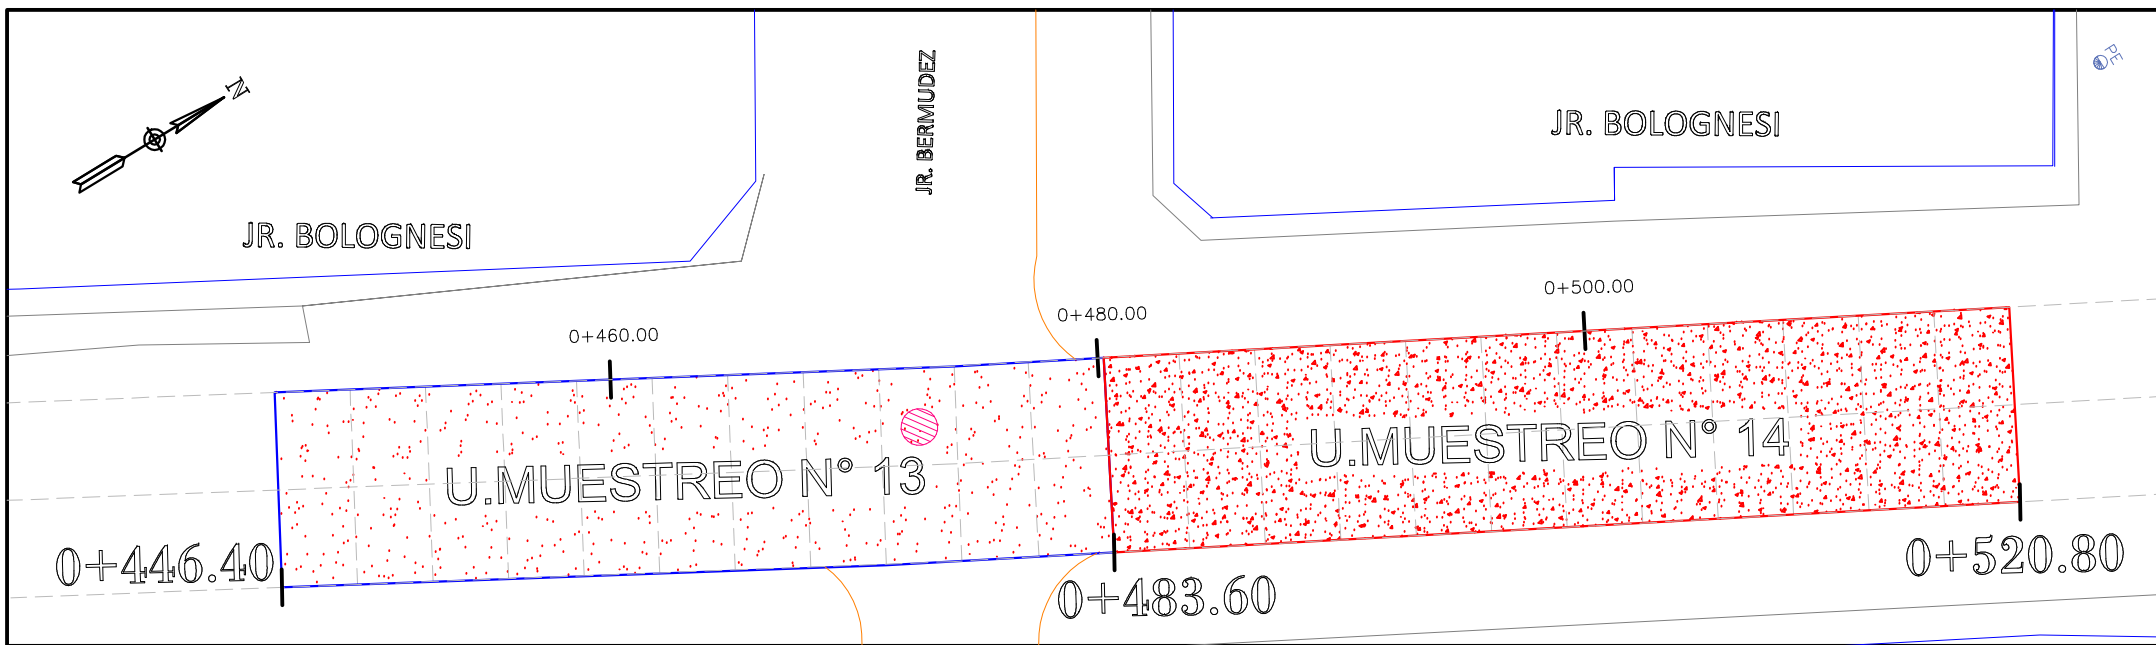 N
JR. BERMUDEZ
PE
JR. BOLOGNESI
JR. BOLOGNESI
0+500.00
0+480.00
0+460.00
U.MUESTREO N° 13
U.MUESTREO N° 14
0+446.40
0+483.60
0+520.80